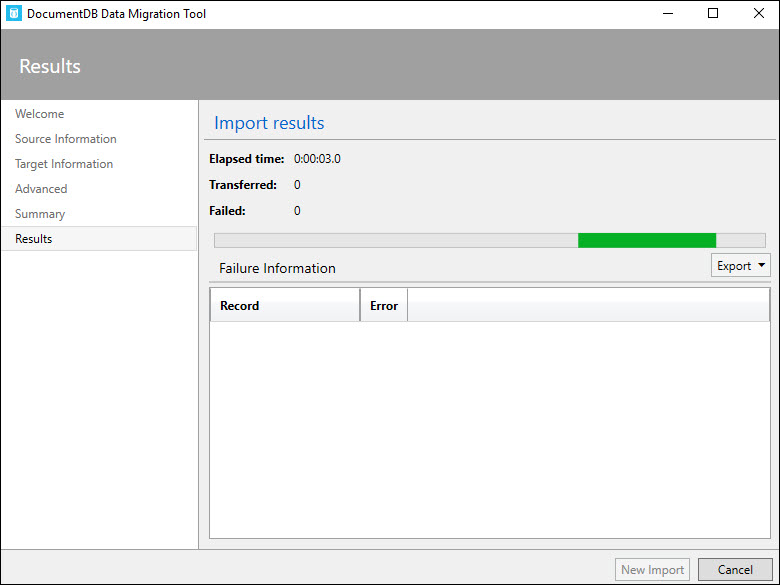 DocumentDB Data Migration Tool
Results
Welcome
Source Information
Target Information
Advanced
Summary
Results
Import results
Elapsed time: 0:00:03.0
Transferred: 0
Failed: 0
Failure Information
Export
Record Error
New Import Cancel